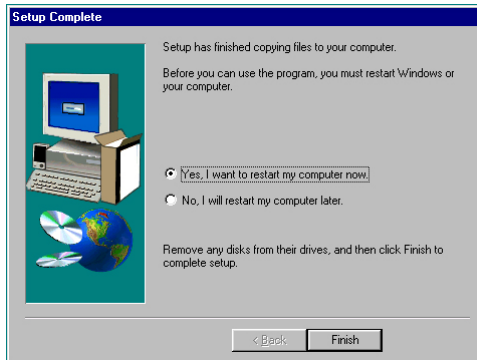 Setup Complete
Setup has finished copying files to your computer.
Before you can use the program, you must restart Windows or
your computer.
Yes, I want to restart my computer now.
No, I will restart my computer later.
Remove any disks from their drives, and then click Finish to
complete setup.
< Back
Finish